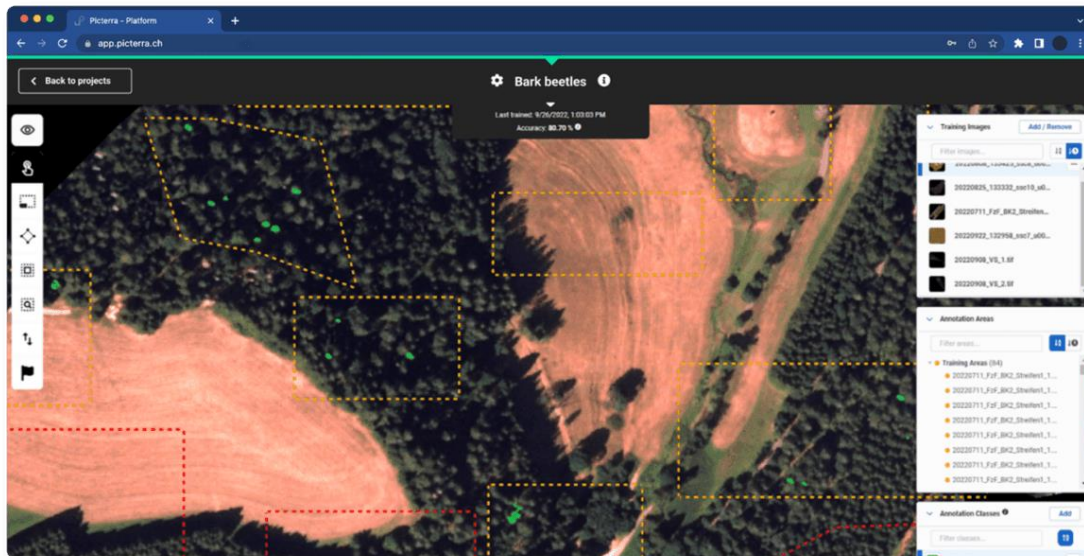 Picterra – Platform
app.picterra.ch
Back to projects
Bark beetles
Last trained: 9/26/2022, 1:03:03 PM
Accuracy: 80.70 %
Training Images
Add / Remove
Filter images...
20220825_133332_ssc10_u0...
20220711_FzF_BK2_Streifen...
20220922_132958_ssc7_u00...
20220908_VS_1.tif
20220908_VS_2.tif
Annotation Areas
Filter areas...
Training Areas (84)
20220711_FzF_BK2_Streifen1_1...
20220711_FzF_BK2_Streifen1_1...
20220711_FzF_BK2_Streifen1_1...
20220711_FzF_BK2_Streifen1_1...
20220711_FzF_BK2_Streifen1_1...
20220711_FzF_BK2_Streifen1_1...
20220711_FzF_BK2_Streifen1_1...
20220711_FzF_BK2_Streifen1_1...
Annotation Classes
Add
Filter classes...